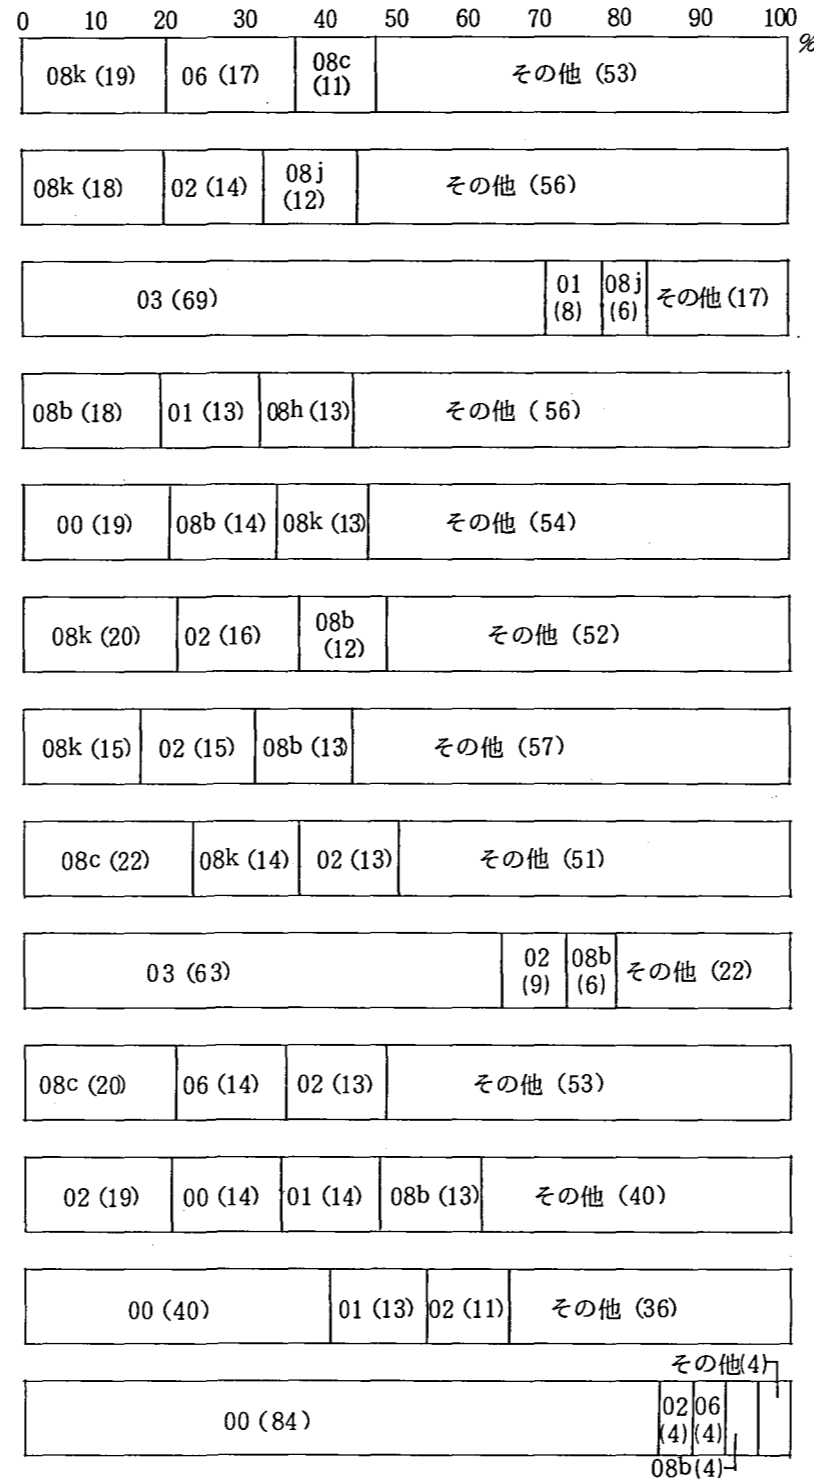 0 10 20 30 40 50 60 70 80 90 100
%
08k (19) 06 (17) 08c (11) その他 (53)
08k (18) 02 (14) 08j (12) その他 (56)
03 (69) 01 (8) 08j (6) その他 (17)
08b (18) 01 (13) 08h (13) その他 (56)
00 (19) 08b (14) 08k (13) その他 (54)
08k (20) 02 (16) 08b (12) その他 (52)
08k (15) 02 (15) 08b (13) その他 (57)
08c (22) 08k (14) 02 (13) その他 (51)
03 (63) 02 (9) 08b (6) その他 (22)
08c (20) 06 (14) 02 (13) その他 (53)
02 (19) 00 (14) 01 (14) 08b (13) その他 (40)
00 (40) 01 (13) 02 (11) その他 (36)
その他(4)
00 (84) 02 (4) 06 (4)
08b(4)